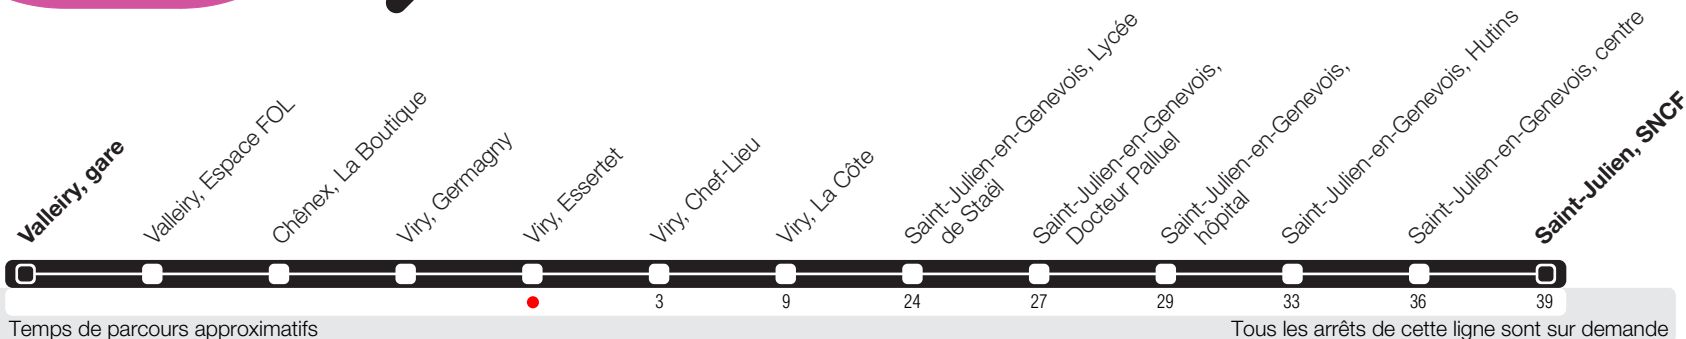 Valleiry, gare
Valleiry, Espace FOL
Chênex, La Boutique
Viry, Germagny
Viry, Essertet
Viry, Chef-Lieu
Viry, La Côte
Saint-Julien-en-Genevois, Lycée
de Staël
Saint-Julien-en-Genevois,
Docteur Palluel
Saint-Julien-en-Genevois,
hôpital
Saint-Julien-en-Genevois, Hutins
Saint-Julien-en-Genevois, centre
Saint-Julien, SNCF
3 9 24 27 29 33 36 39
Temps de parcours approximatifs
Tous les arrêts de cette ligne sont sur demande